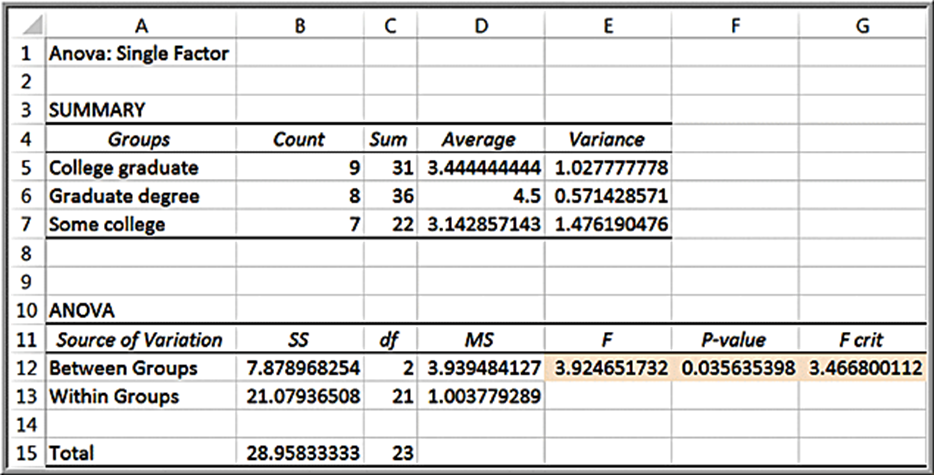 A B C D E F G
1 Anova: Single Factor
2
3 SUMMARY
4 Groups Count Sum Average Variance
5 College graduate 9 31 3.444444444 1.027777778
6 Graduate degree 8 36 4.5 0.571428571
7 Some college 7 22 3.142857143 1.476190476
8
9
10 ANOVA
11 Source of Variation SS df MS F P-value F crit
12 Between Groups 7.878968254 2 3.939484127 3.924651732 0.035635398 3.466800112
13 Within Groups 21.07936508 21 1.003779289
14
15 Total 28.95833333 23